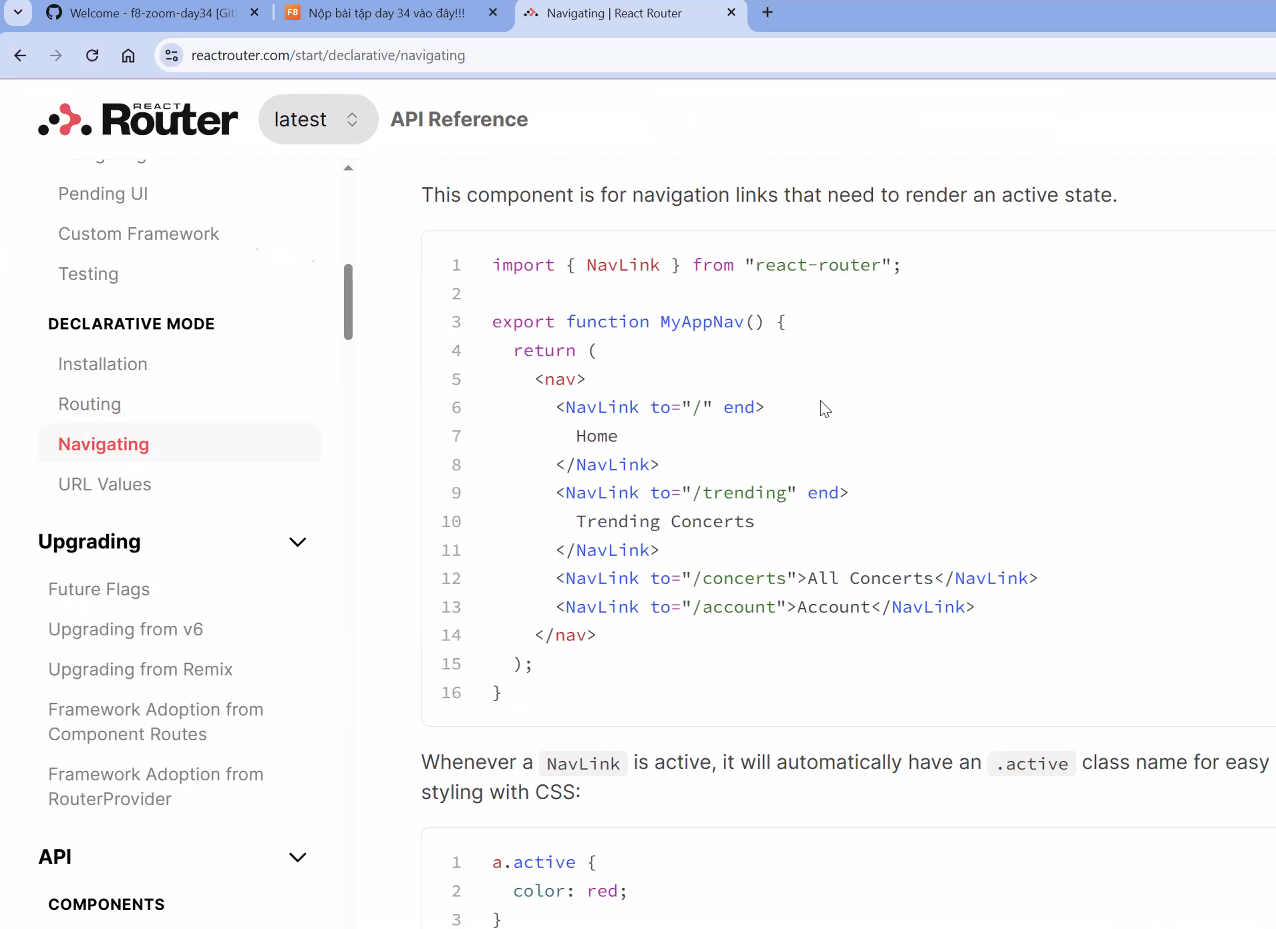 Welcome - f8-zoom-day34 [Git
F8 Nộp bài tập day 34 vào đây!!!
Navigating | React Router
reactrouter.com/start/declarative/navigating
REACT
Router
latest
API Reference
Pending UI
Custom Framework
Testing
DECLARATIVE MODE
Installation
Routing
Navigating
URL Values
Upgrading
Future Flags
Upgrading from v6
Upgrading from Remix
Framework Adoption from
Component Routes
Framework Adoption from
RouterProvider
API
COMPONENTS
This component is for navigation links that need to render an active state.
1 import { NavLink } from "react-router";
2
3 export function MyAppNav() {
4 return (
5 <nav>
6 <NavLink to="/" end>
7 Home
8 </NavLink>
9 <NavLink to="/trending" end>
10 Trending Concerts
11 </NavLink>
12 <NavLink to="/concerts">All Concerts</NavLink>
13 <NavLink to="/account">Account</NavLink>
14 </nav>
15 );
16 }
Whenever a NavLink is active, it will automatically have an .active class name for easy
styling with CSS:
1 a.active {
2 color: red;
3 }